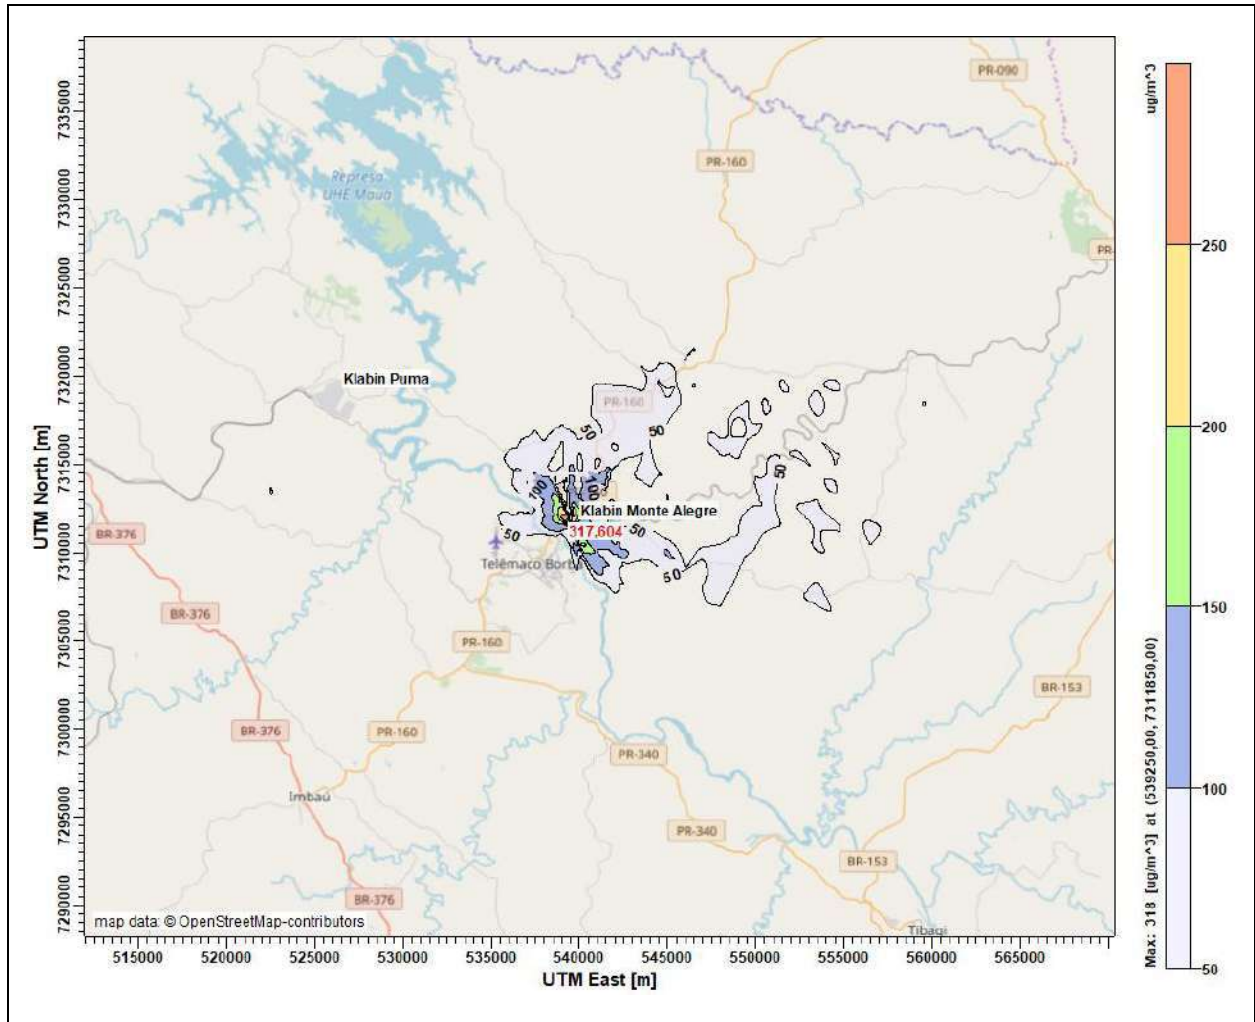 PR-090
PR-160
Represa
UHE Mauá
PR-
Klabin Puma
PR-160
50
50
50
100
100
Klabin Monte Alegre
BR-376
50
317,604
50
Telêmaco Borba
50
BR-376
PR-160
BR-153
BR-376
PR-160
PR-340
Imbaú
PR-340
BR-153
BR-376
Tibagi
map data: © OpenStreetMap-contributors
7335000
7330000
7325000
7320000
7315000
7310000
7305000
7300000
7295000
7290000
UTM North [m]
515000 520000 525000 530000 535000 540000 545000 550000 555000 560000 565000
UTM East [m]
ug/m^3
250
200
150
100
50
Max: 318 [ug/m^3] at (539250,00, 7311850,00)